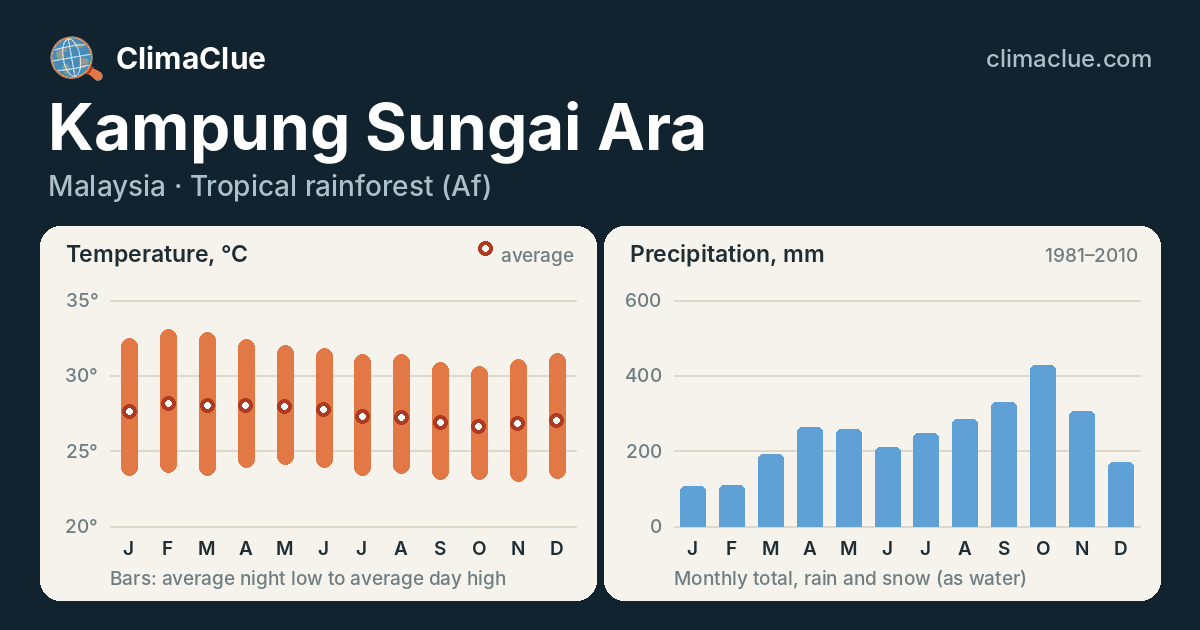 ClimaClue
climaclue.com
Kampung Sungai Ara
Malaysia · Tropical rainforest (Af)
Temperature, °C
average
35°
30°
25°
20°
J F M A M J J A S O N D
Bars: average night low to average day high
Precipitation, mm
1981–2010
600
400
200
0
J F M A M J J A S O N D
Monthly total, rain and snow (as water)